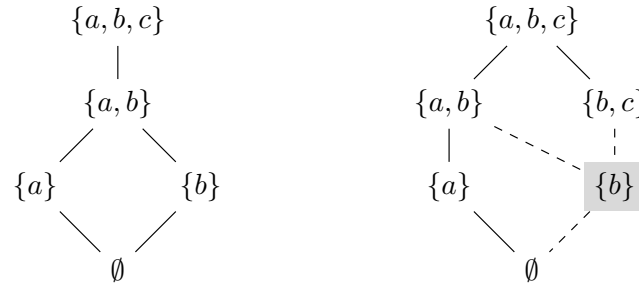 {a, b, c} {a, b, c}
{a, b} {a, b} {b, c}
{a} {b} {a} {b}
∅ ∅